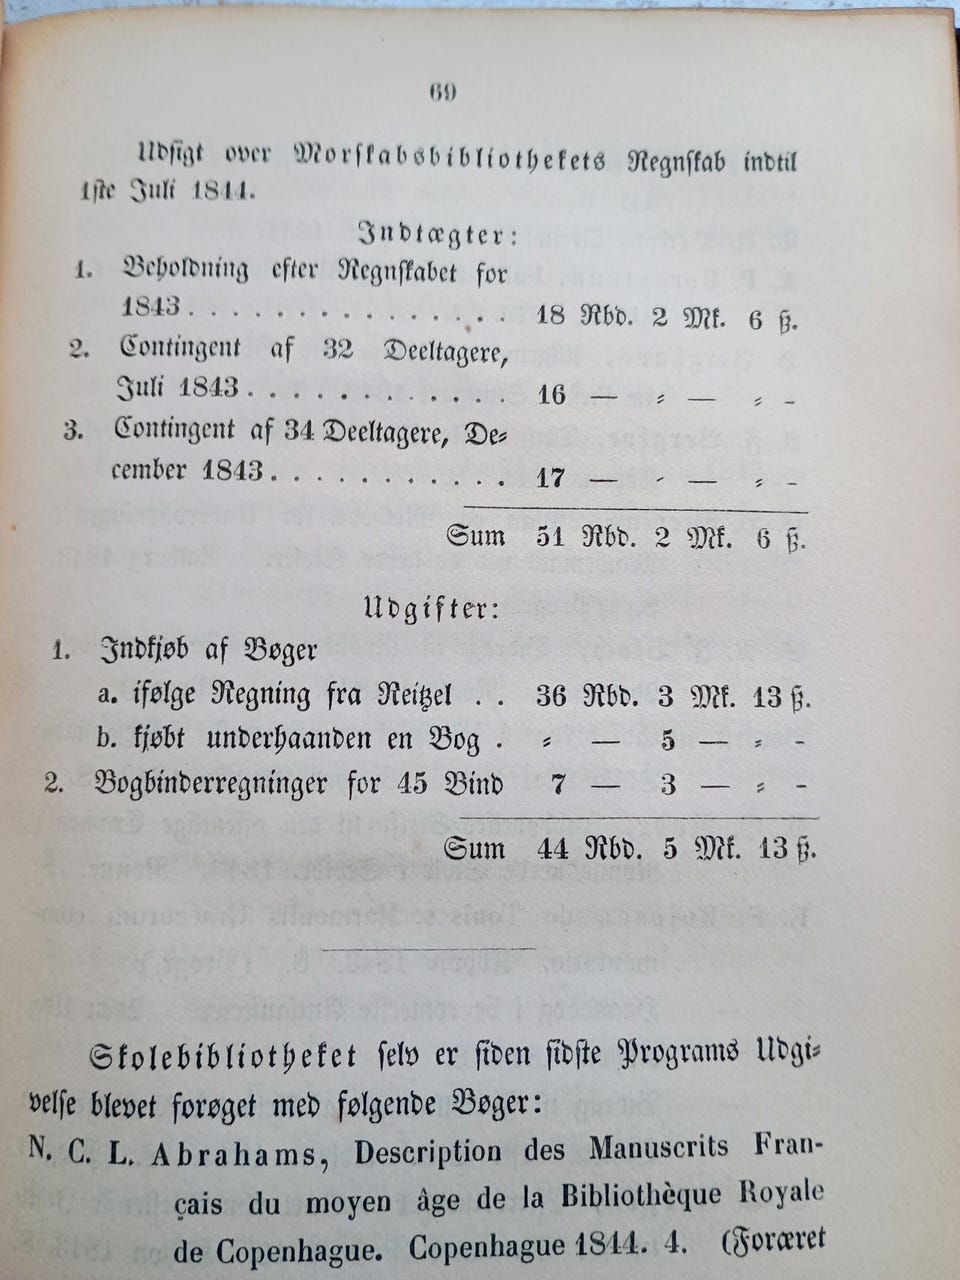 69
Udsigt over Morskabsbibliothekets Regnskab indtil
1ste Juli 1844.
Indtægter:
1. Beholdning efter Regnskabet for
1843 . . . . . . . . . . . . . . . 18 Rbd. 2 Mk. 6 ß.
2. Contingent af 32 Deeltagere,
Juli 1843 . . . . . . . . . . . . 16 — ⸗ — ⸗ -
3. Contingent af 34 Deeltagere, De⸗
cember 1843 . . . . . . . . . . . 17 — ⸗ — ⸗ -
Sum 51 Rbd. 2 Mk. 6 ß.
Udgifter:
1. Indkjøb af Bøger
a. ifølge Regning fra Reitzel . . 36 Rbd. 3 Mk. 13 ß.
b. kjøbt underhaanden en Bog . ⸗ — 5 — ⸗ -
2. Bogbinderregninger for 45 Bind 7 — 3 — ⸗ -
Sum 44 Rbd. 5 Mk. 13 ß.
Skolebibliotheket selv er siden sidste Programs Udgi⸗
velse blevet forøget med følgende Bøger:
N. C. L. Abrahams, Description des Manuscrits Fran-
çais du moyen âge de la Bibliothèque Royale
de Copenhague. Copenhague 1844. 4. (Foræret